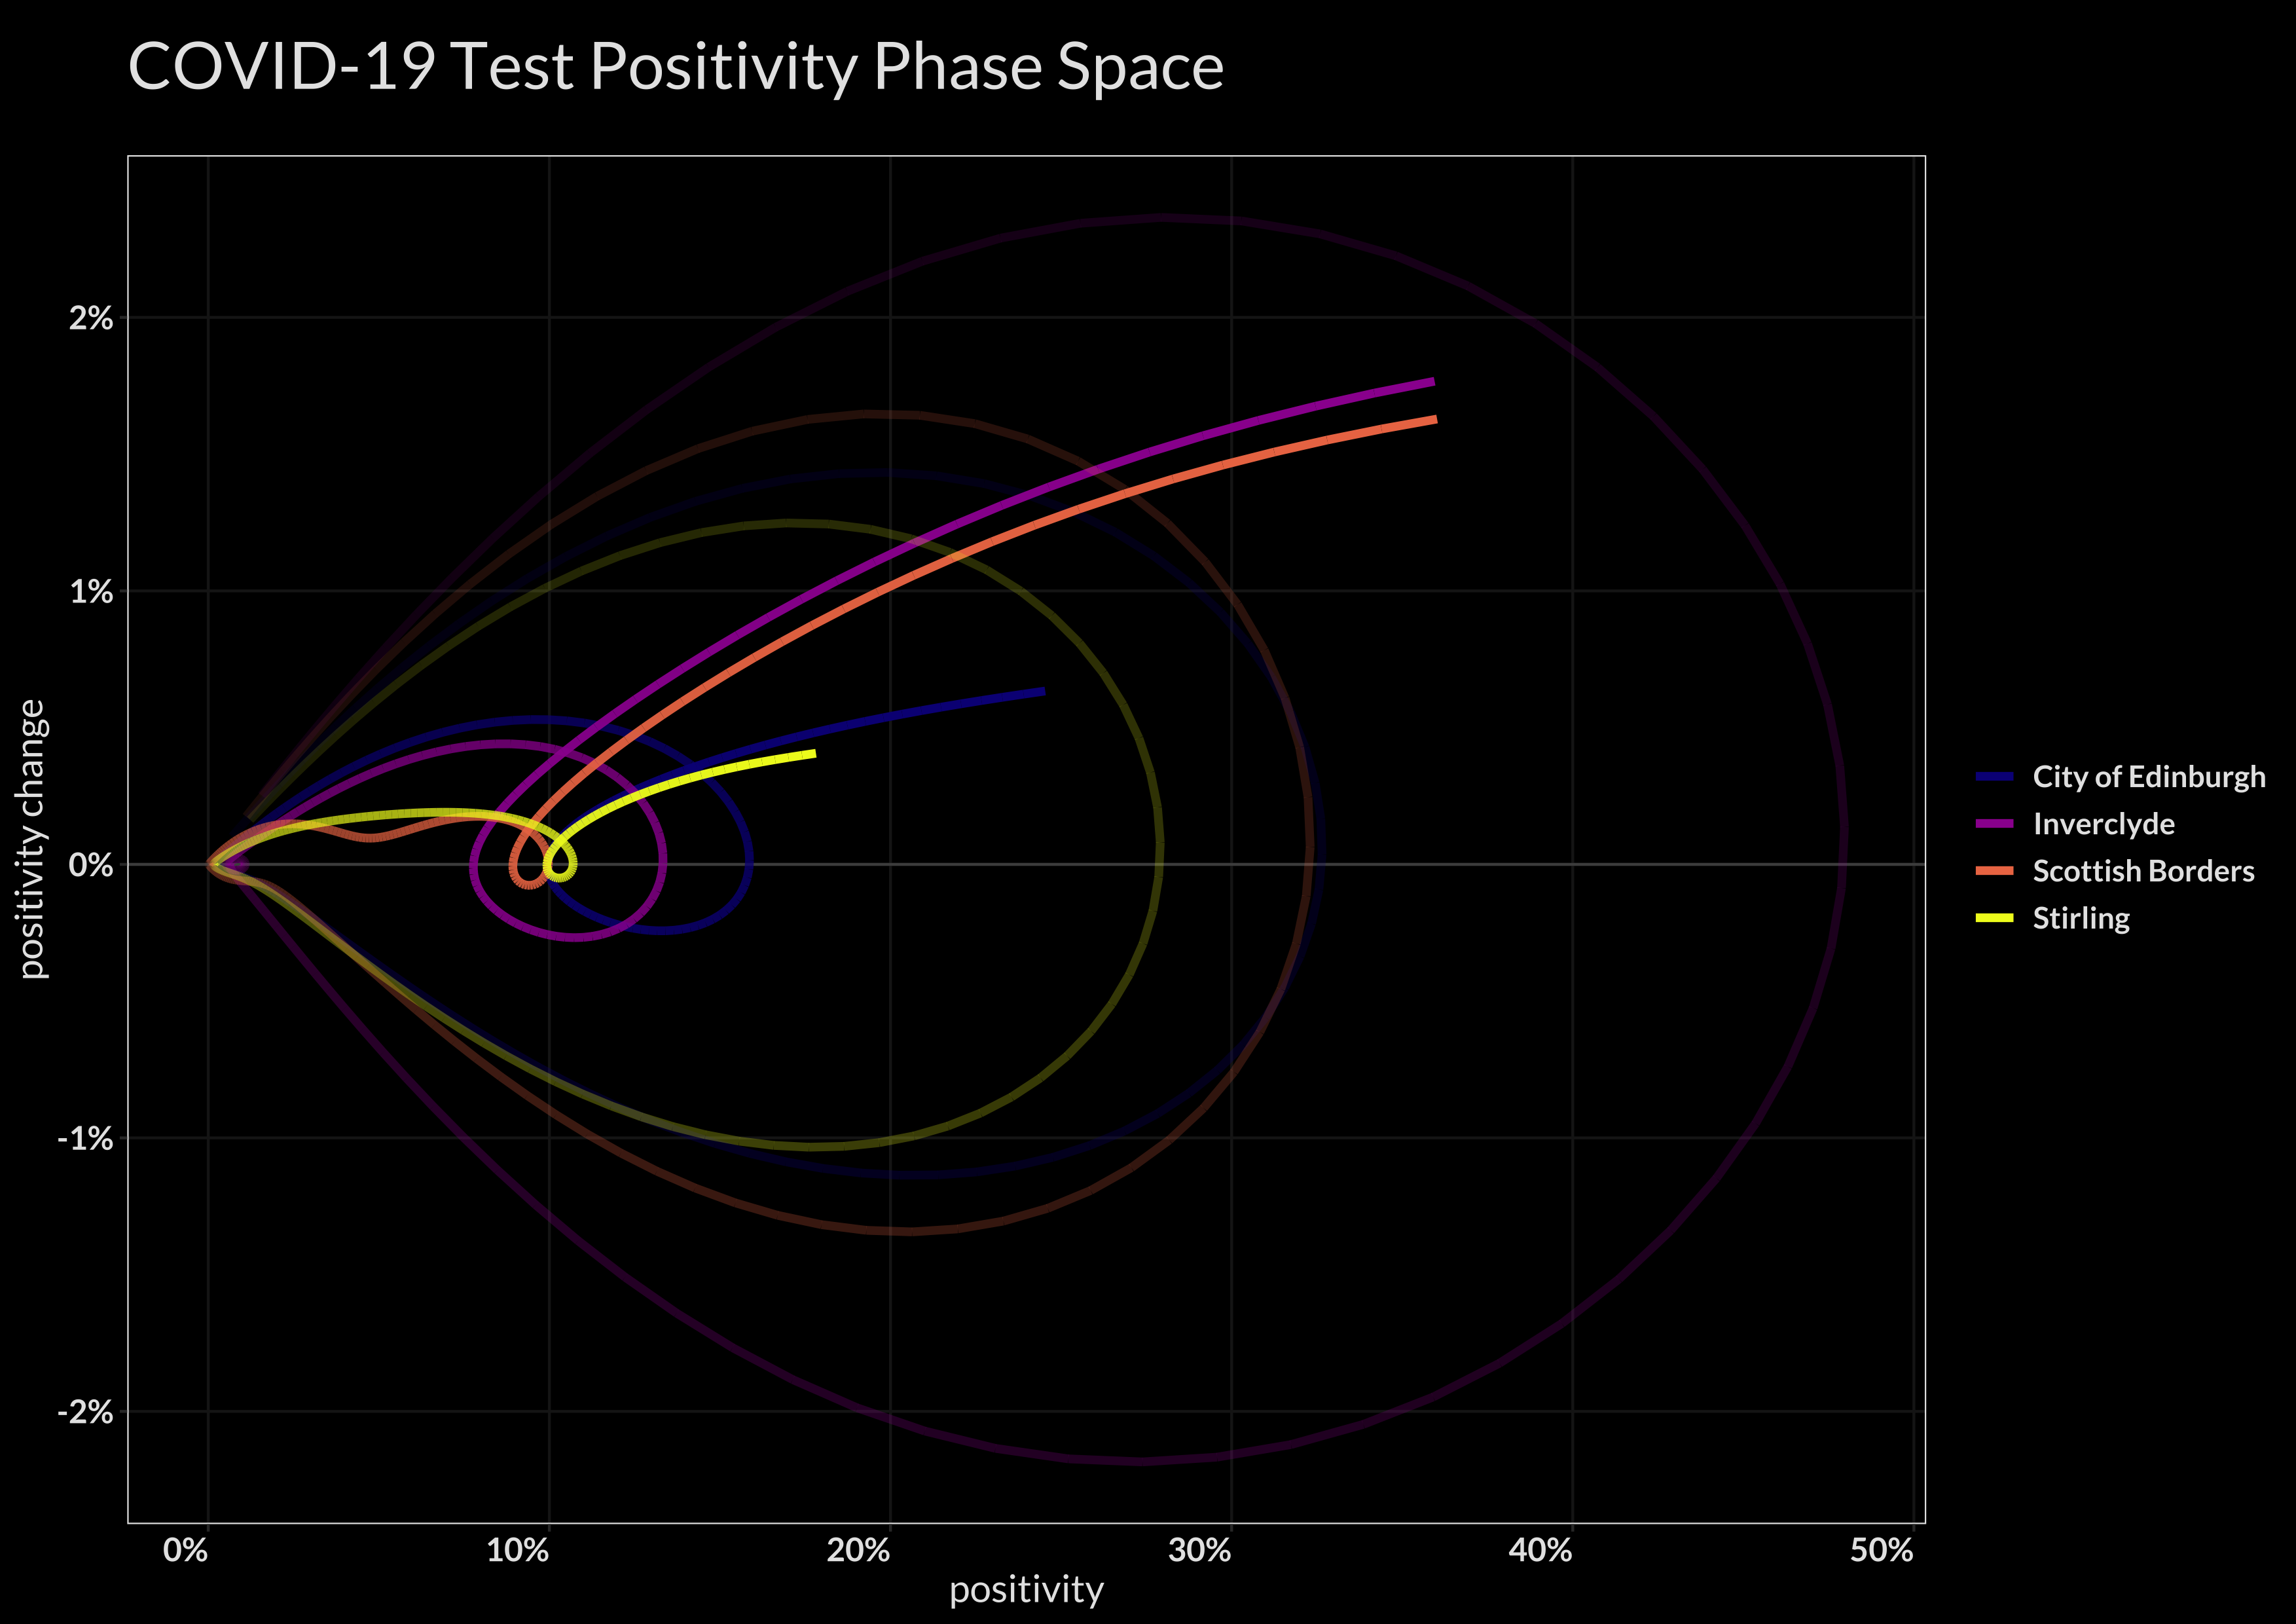 COVID-19 Test Positivity Phase Space
positivity change
2%
1%
0%
-1%
-2%
0%
10%
20%
30%
40%
50%
positivity
City of Edinburgh
Inverclyde
Scottish Borders
Stirling